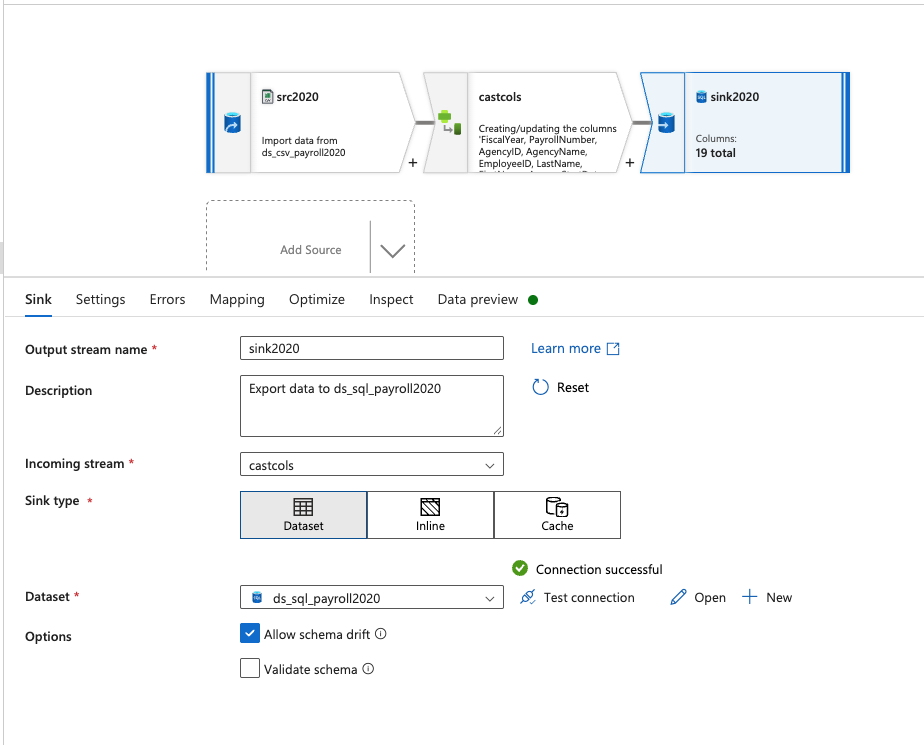 src2020
Import data from
ds_csv_payroll2020
+
castcols
Creating/updating the columns
'FiscalYear, PayrollNumber,
AgencyID, AgencyName,
EmployeeID, LastName,
+
sink2020
Columns:
19 total
Add Source
Sink Settings Errors Mapping Optimize Inspect Data preview
Output stream name * sink2020 Learn more
Description Export data to ds_sql_payroll2020 Reset
Incoming stream * castcols
Sink type *
Dataset Inline Cache
Connection successful
Dataset * ds_sql_payroll2020 Test connection Open New
Options Allow schema drift
Validate schema